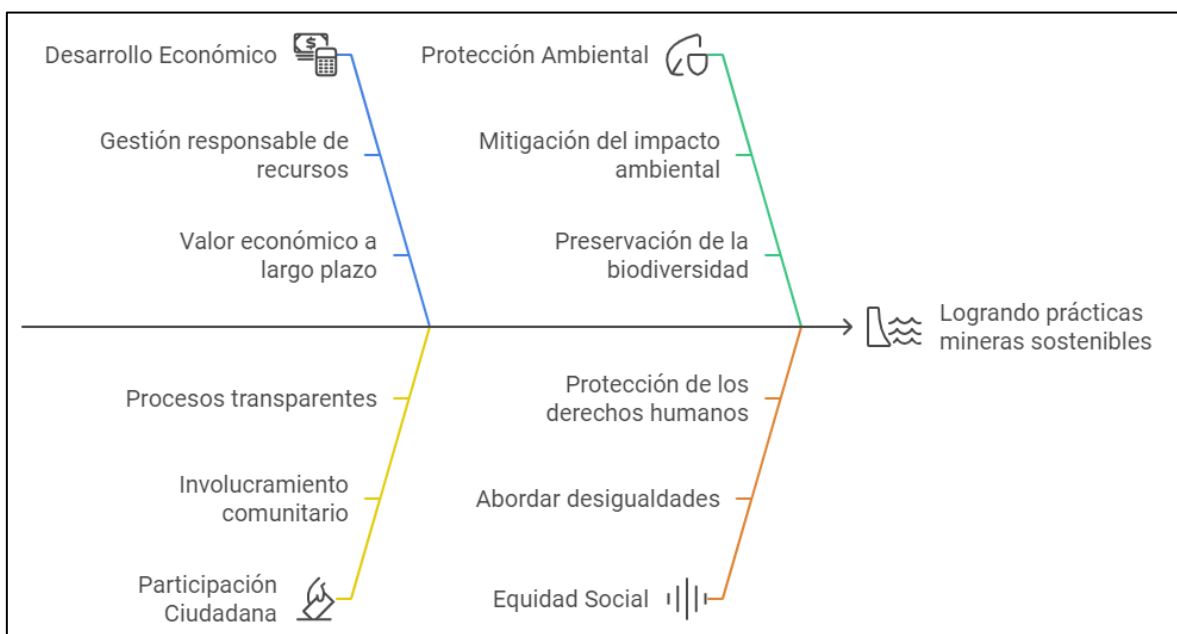 Desarrollo Económico
Gestión responsable de
recursos
Valor económico a
largo plazo
Protección Ambiental
Mitigación del impacto
ambiental
Preservación de la
biodiversidad
Logrando prácticas
mineras sostenibles
Procesos transparentes
Involucramiento
comunitario
Participación
Ciudadana
Protección de los
derechos humanos
Abordar desigualdades
Equidad Social